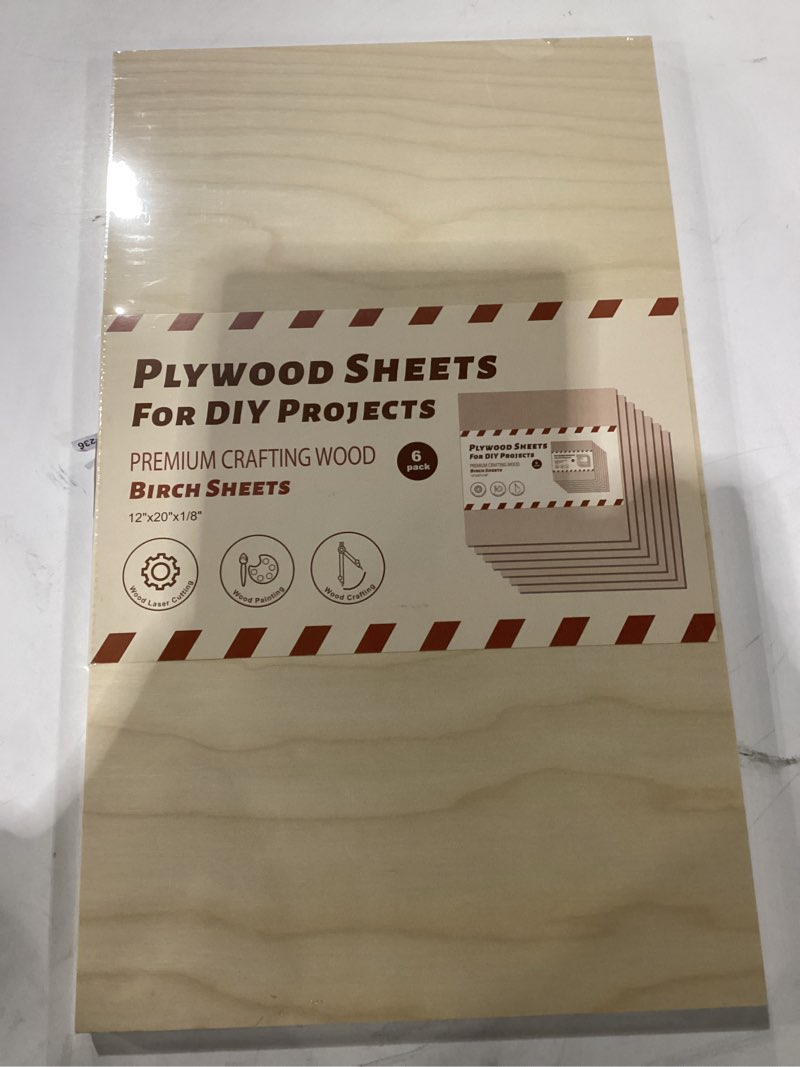 PLYWOOD SHEETS
FOR DIY PROJECTS
PREMIUM CRAFTING WOOD
BIRCH SHEETS
12"x20"x1/8"
6
pack
Wood Laser Cutting
Wood Painting
Wood Crafting
PLYWOOD SHEETS
FOR DIY PROJECTS
PREMIUM CRAFTING WOOD
BIRCH SHEETS
236